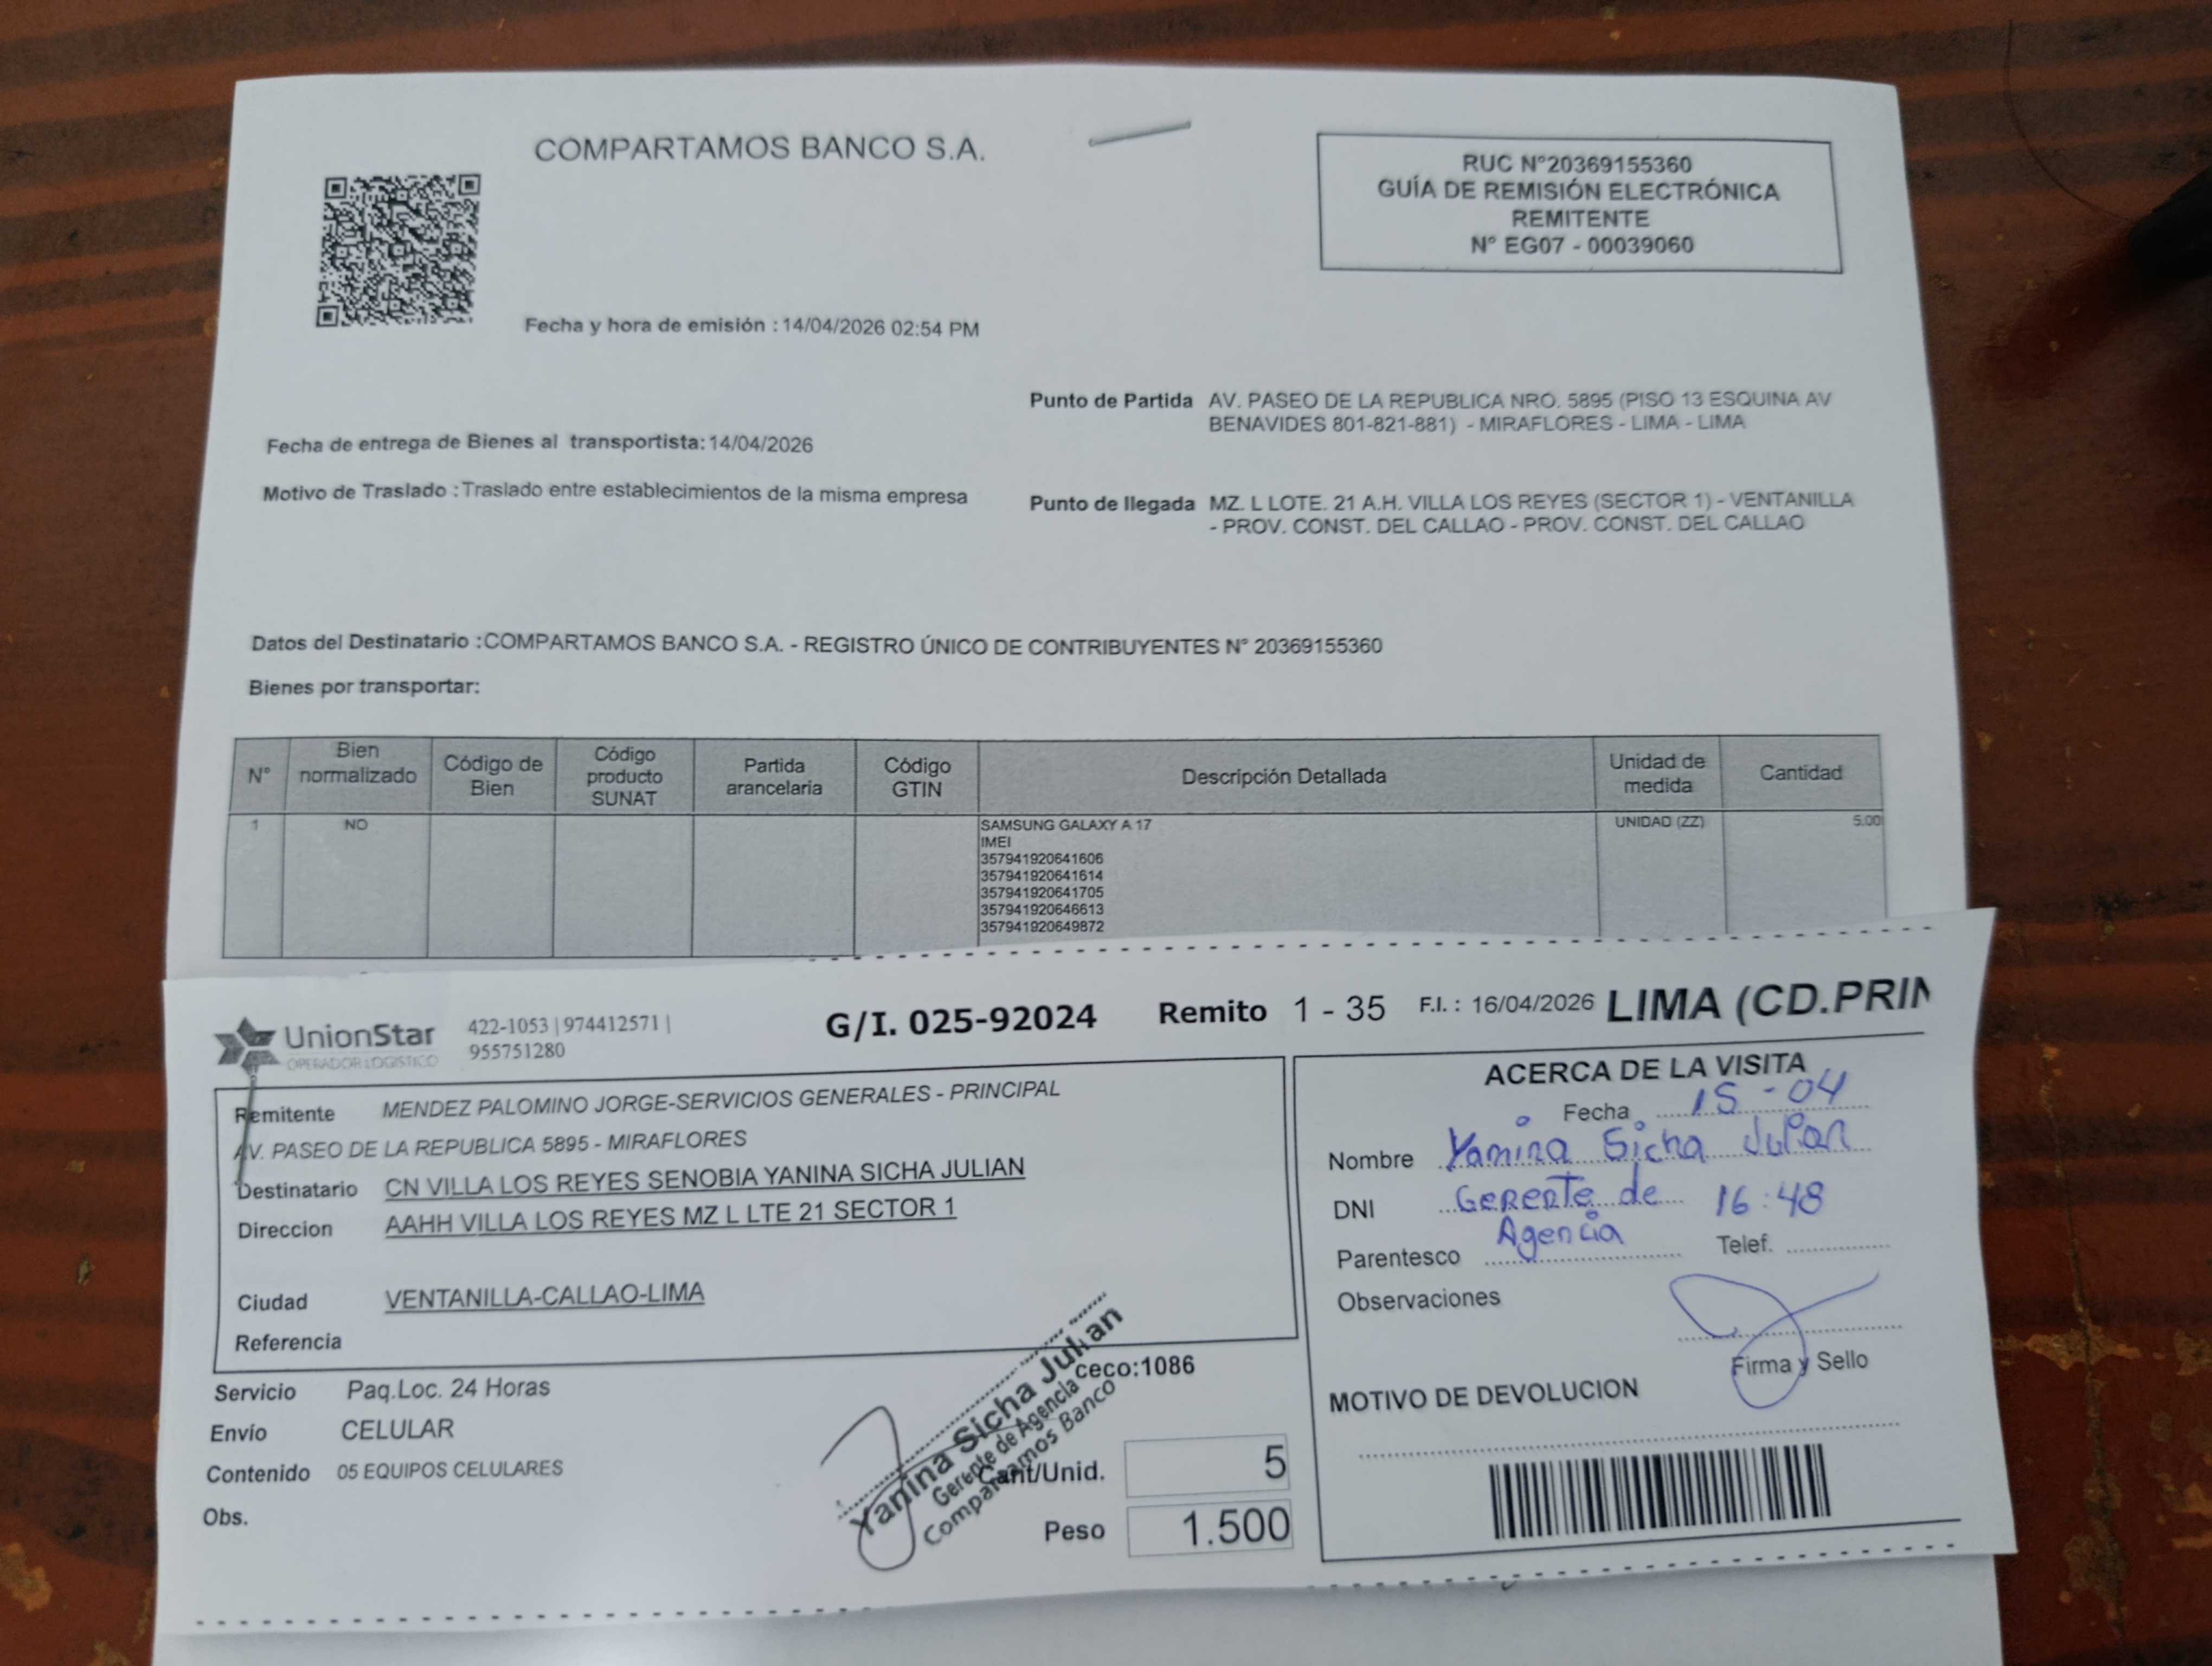 COMPARTAMOS BANCO S.A.
RUC N°20369155360
GUÍA DE REMISIÓN ELECTRÓNICA
REMITENTE
N° EG07 - 00039060
Fecha y hora de emisión : 14/04/2026 02:54 PM
Punto de Partida AV. PASEO DE LA REPUBLICA NRO. 5895 (PISO 13 ESQUINA AV
BENAVIDES 801-821-881) - MIRAFLORES - LIMA - LIMA
Fecha de entrega de Bienes al transportista: 14/04/2026
Motivo de Traslado : Traslado entre establecimientos de la misma empresa
Punto de llegada MZ. L LOTE. 21 A.H. VILLA LOS REYES (SECTOR 1) - VENTANILLA
- PROV. CONST. DEL CALLAO - PROV. CONST. DEL CALLAO
Datos del Destinatario : COMPARTAMOS BANCO S.A. - REGISTRO ÚNICO DE CONTRIBUYENTES N° 20369155360
Bienes por transportar:
N° Bien normalizado Código de Bien Código producto SUNAT Partida arancelaria Código GTIN Descripción Detallada Unidad de medida Cantidad
1 NO SAMSUNG GALAXY A 17 UNIDAD (ZZ) 5.00
IMEI
357941920641606
357941920641614
357941920641705
357941920646613
357941920649872
UnionStar
OPERADOR LOGISTICO
422-1053 | 974412571 |
955751280
G/I. 025-92024 Remito 1 - 35 F.I. : 16/04/2026 LIMA (CD.PRIN
Remitente MENDEZ PALOMINO JORGE-SERVICIOS GENERALES - PRINCIPAL
AV. PASEO DE LA REPUBLICA 5895 - MIRAFLORES
Destinatario CN VILLA LOS REYES SENOBIA YANINA SICHA JULIAN
Direccion AAHH VILLA LOS REYES MZ L LTE 21 SECTOR 1
Ciudad VENTANILLA-CALLAO-LIMA
Referencia
Servicio Paq.Loc. 24 Horas
Envío CELULAR
Contenido 05 EQUIPOS CELULARES
Obs.
ceco:1086
Yanina Sicha Julian
Gerente de Agencia
Compartamos Banco
Cant/Unid. 5
Peso 1.500
ACERCA DE LA VISITA
Fecha 15-04
Nombre Yanina Sicha Julian
DNI Gerente de 16:48
Agencia
Parentesco Telef.
Observaciones
Firma y Sello
MOTIVO DE DEVOLUCION